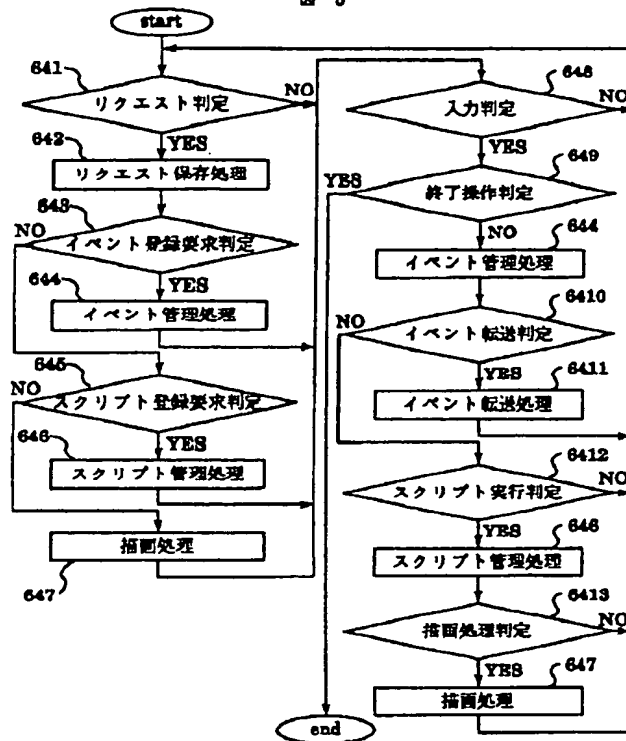 start
641
リクエスト判定
NO
YES
642
リクエスト保存処理
643
NO
イベント登録要求判定
YES
644
イベント管理処理
645
NO
スクリプト登録要求判定
YES
646
スクリプト管理処理
描画処理
647
648
入力判定
NO
YES
649
YES
終了操作判定
NO
644
イベント管理処理
6410
NO
イベント転送判定
YES
6411
イベント転送処理
6412
スクリプト実行判定
NO
YES
646
スクリプト管理処理
6413
描画処理判定
NO
YES
647
描画処理
end